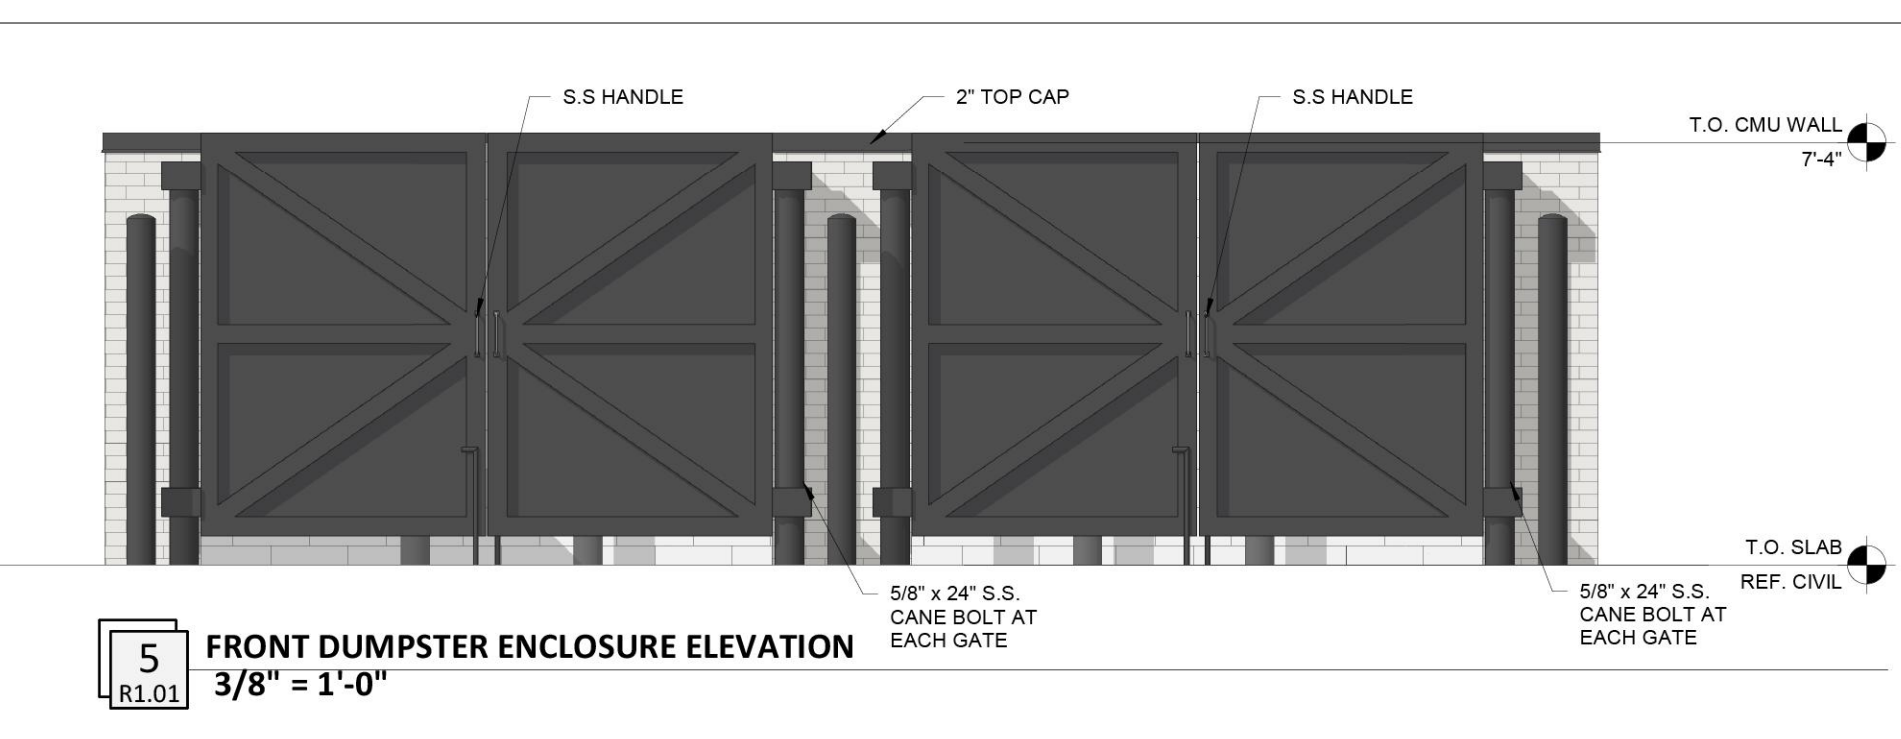 S.S HANDLE
2" TOP CAP
S.S HANDLE
T.O. CMU WALL
7'-4"
T.O. SLAB
REF. CIVIL
5/8" x 24" S.S.
CANE BOLT AT
EACH GATE
5/8" x 24" S.S.
CANE BOLT AT
EACH GATE
5
R1.01
FRONT DUMPSTER ENCLOSURE ELEVATION
3/8" = 1'-0"